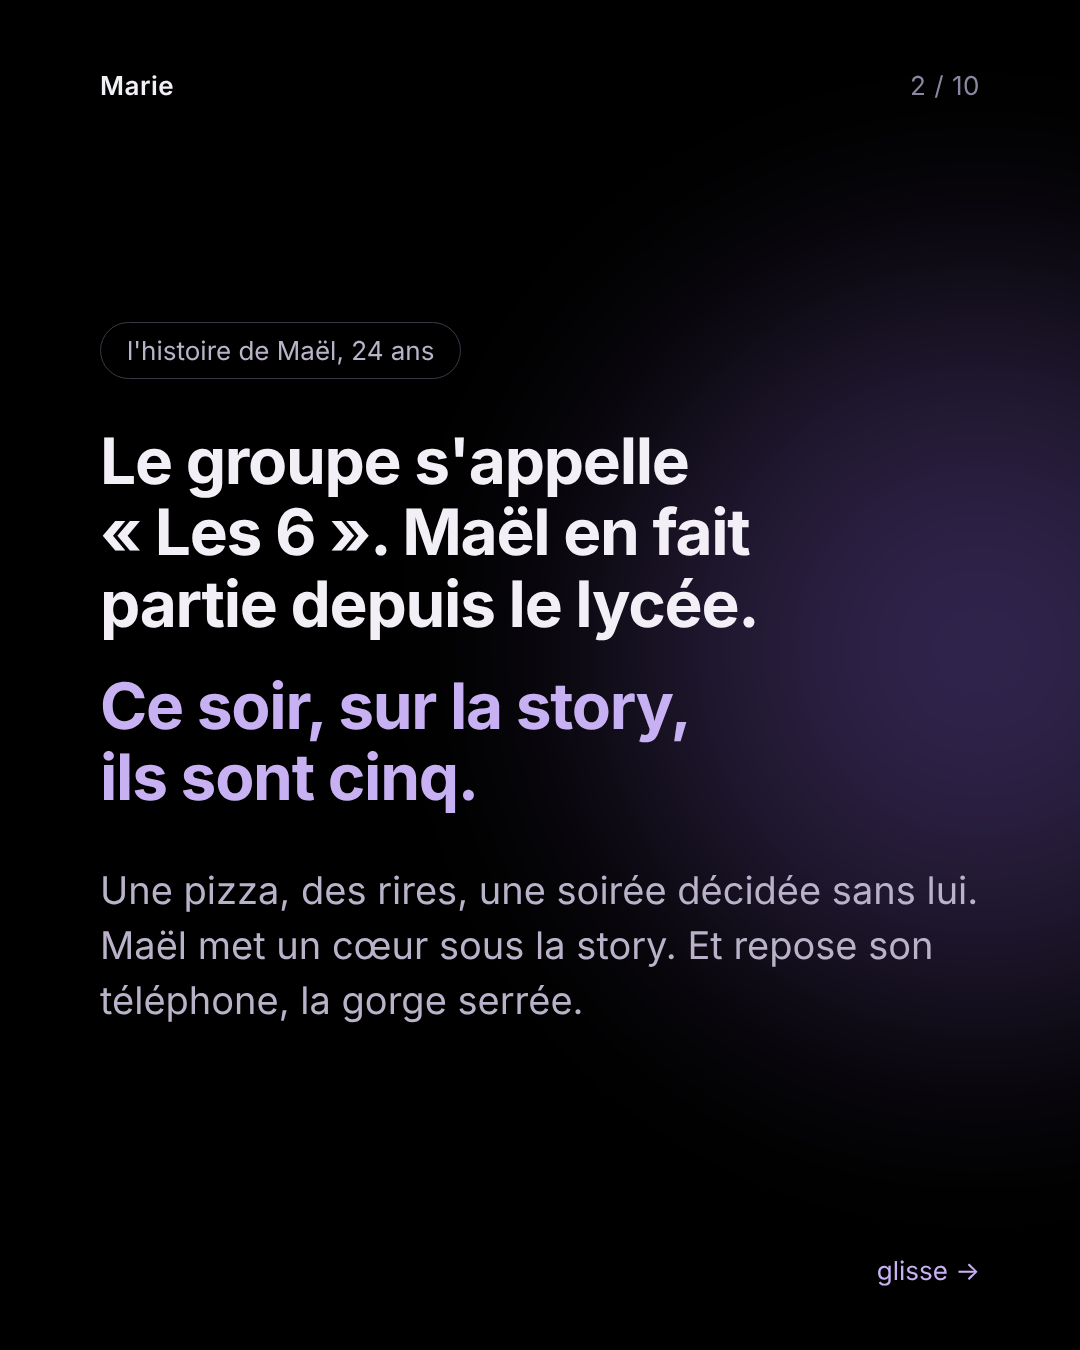 Marie
2 / 10
l'histoire de Maël, 24 ans
Le groupe s'appelle
« Les 6 ». Maël en fait
partie depuis le lycée.
Ce soir, sur la story,
ils sont cinq.
Une pizza, des rires, une soirée décidée sans lui.
Maël met un cœur sous la story. Et repose son
téléphone, la gorge serrée.
glisse →